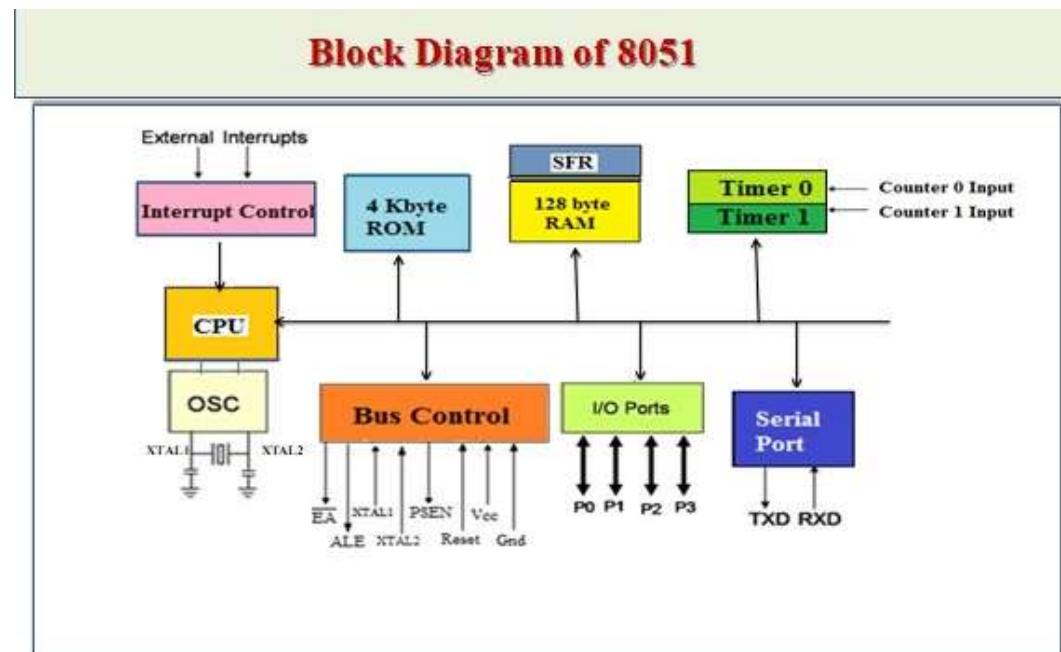 Block Diagram of 8051
External Interrupts
Interrupt Control
4 Kbyte
ROM
SFR
128 byte
RAM
Timer 0
Timer 1
Counter 0 Input
Counter 1 Input
CPU
OSC
XTAL1
XTAL2
Bus Control
I/O Ports
Serial
Port
EA
ALE
XTAL1
XTAL2
PSEN
Reset
Vcc
Gnd
P0 P1 P2 P3
TXD RXD